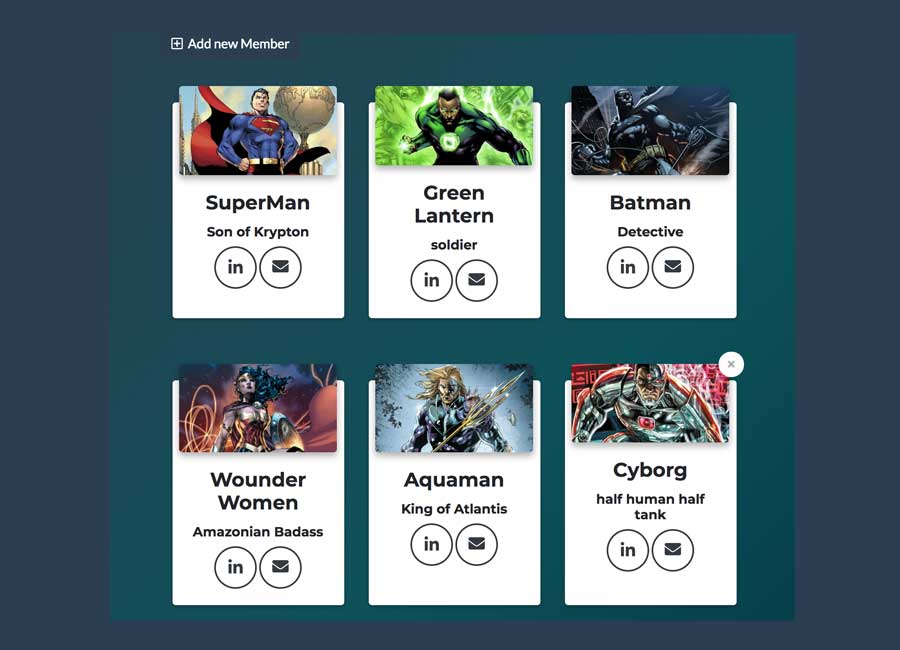 Add new Member
SuperMan
Son of Krypton
in
Green
Lantern
soldier
in
Batman
Detective
in
Wounder
Women
Amazonian Badass
in
Aquaman
King of Atlantis
in
Cyborg
half human half
tank
in